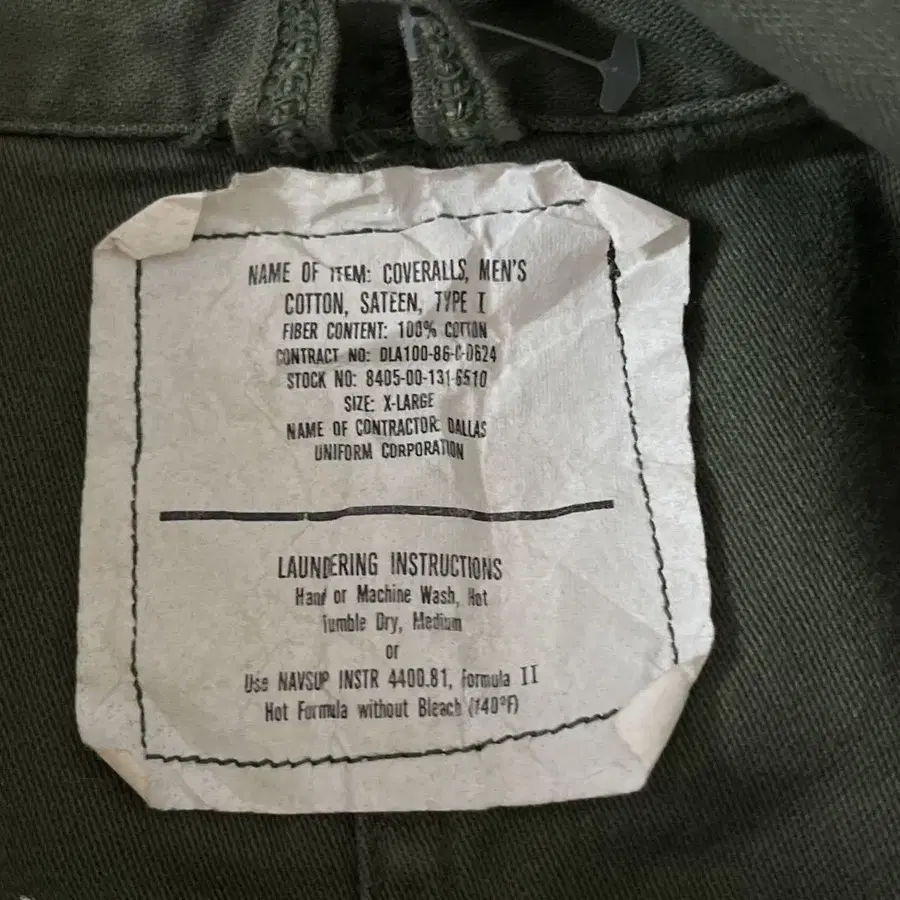 NAME OF ITEM: COVERALLS, MEN'S
COTTON, SATEEN, TYPE I
FIBER CONTENT: 100% COTTON
CONTRACT NO: DLA100-86-C-0624
STOCK NO: 8405-00-131-6510
SIZE: X-LARGE
NAME OF CONTRACTOR: DALLAS
UNIFORM CORPORATION
LAUNDERING INSTRUCTIONS
Hand or Machine Wash, Hot
Tumble Dry, Medium
or
Use NAVSUP INSTR 4400.81, Formula II
Hot Formula without Bleach (140°F)